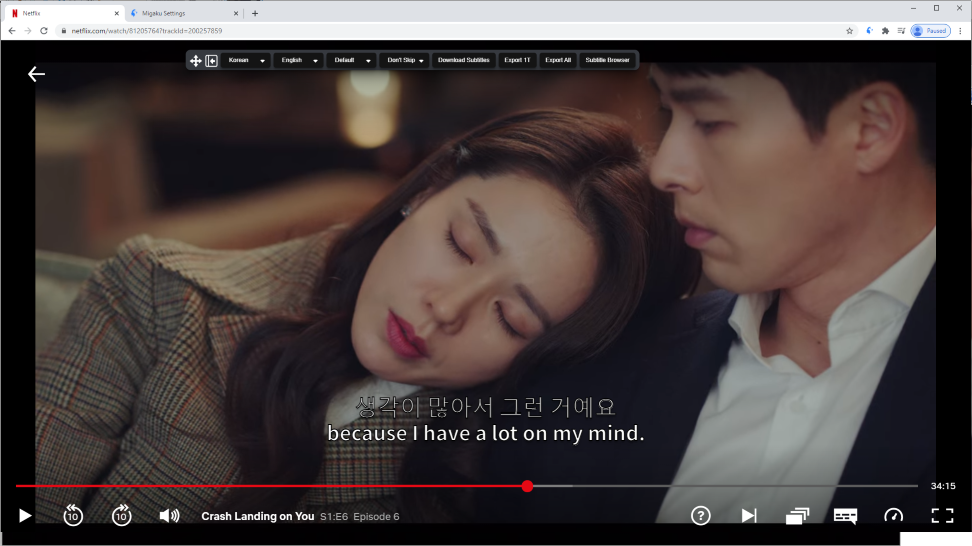 Netflix
Migaku Settings
netflix.com/watch/81205764?trackId=200257859
Paused
Korean
English
Default
Don't Skip
Download Subtitles
Export 1T
Export All
Subtitle Browser
생각이 많아서 그런 거예요
because I have a lot on my mind.
34:15
10
10
Crash Landing on You S1:E6 Episode 6